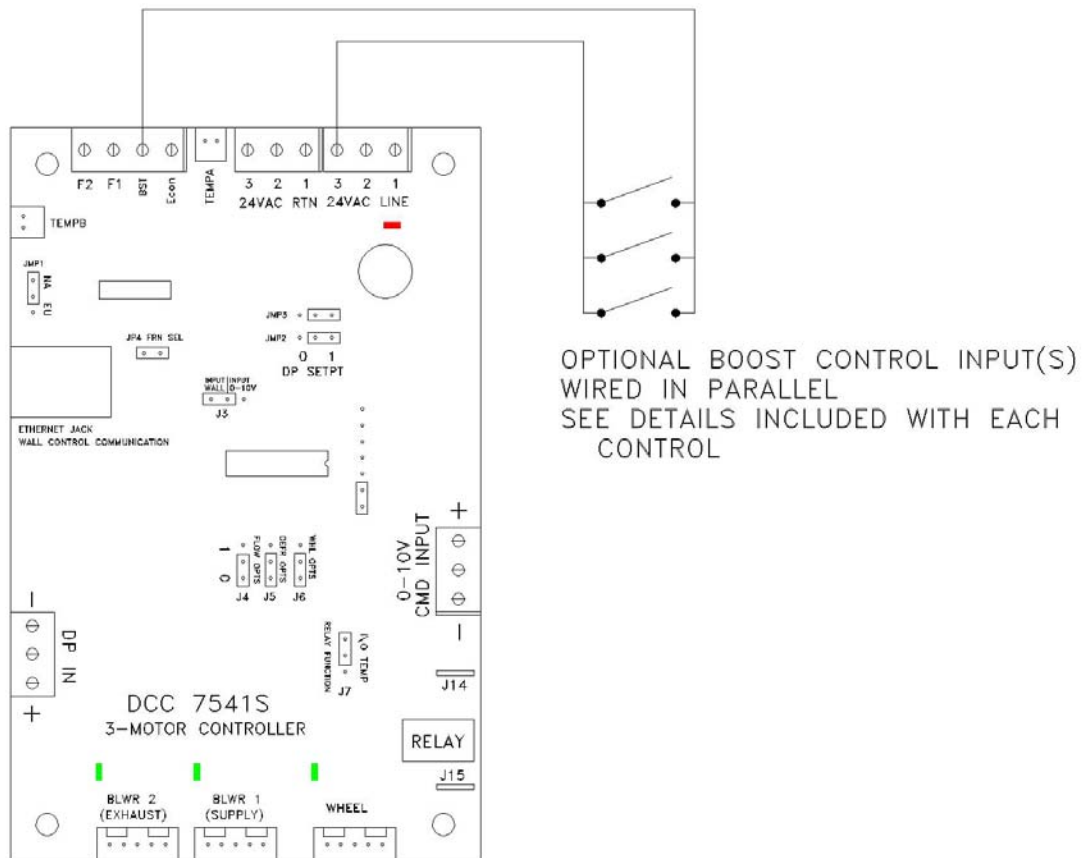 F2 F1 BST Econ
TEMPA
3 2 1
24VAC RTN
3 2 1
24VAC LINE
TEMPB
JMP1
NA
EU
JP4 FRN SEL
JMP3
JMP2
0 1
DP SETPT
INPUT INPUT
WALL 0-10V
J3
ETHERNET JACK
WALL CONTROL COMMUNICATION
OPTIONAL BOOST CONTROL INPUT(S)
WIRED IN PARALLEL
SEE DETAILS INCLUDED WITH EACH
CONTROL
1
0
FLOW OPTS
DEFR OPTS
WHL OPTS
J4 J5 J6
+
0-10V
CMD INPUT
-
-
DP IN
+
RELAY FUNCTION
I/O TEMP
J7
J14
DCC 7541S
3-MOTOR CONTROLLER
RELAY
J15
BLWR 2
(EXHAUST)
BLWR 1
(SUPPLY)
WHEEL